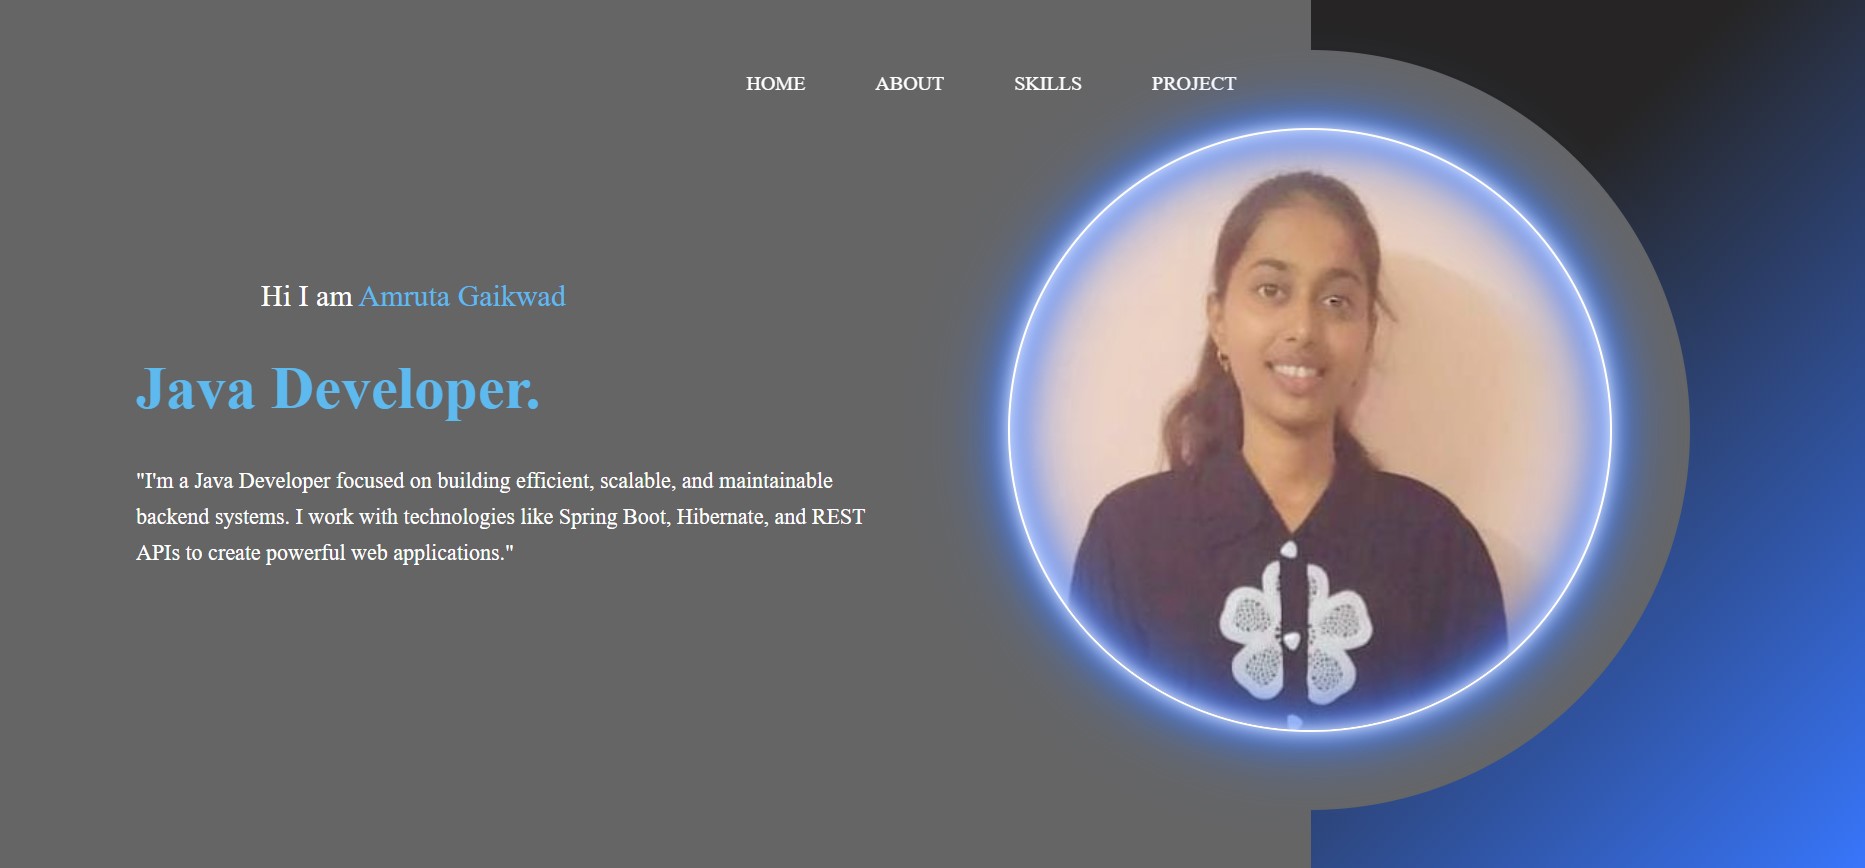 HOME ABOUT SKILLS PROJECT
Hi I am Amruta Gaikwad
Java Developer.
"I'm a Java Developer focused on building efficient, scalable, and maintainable
backend systems. I work with technologies like Spring Boot, Hibernate, and REST
APIs to create powerful web applications."